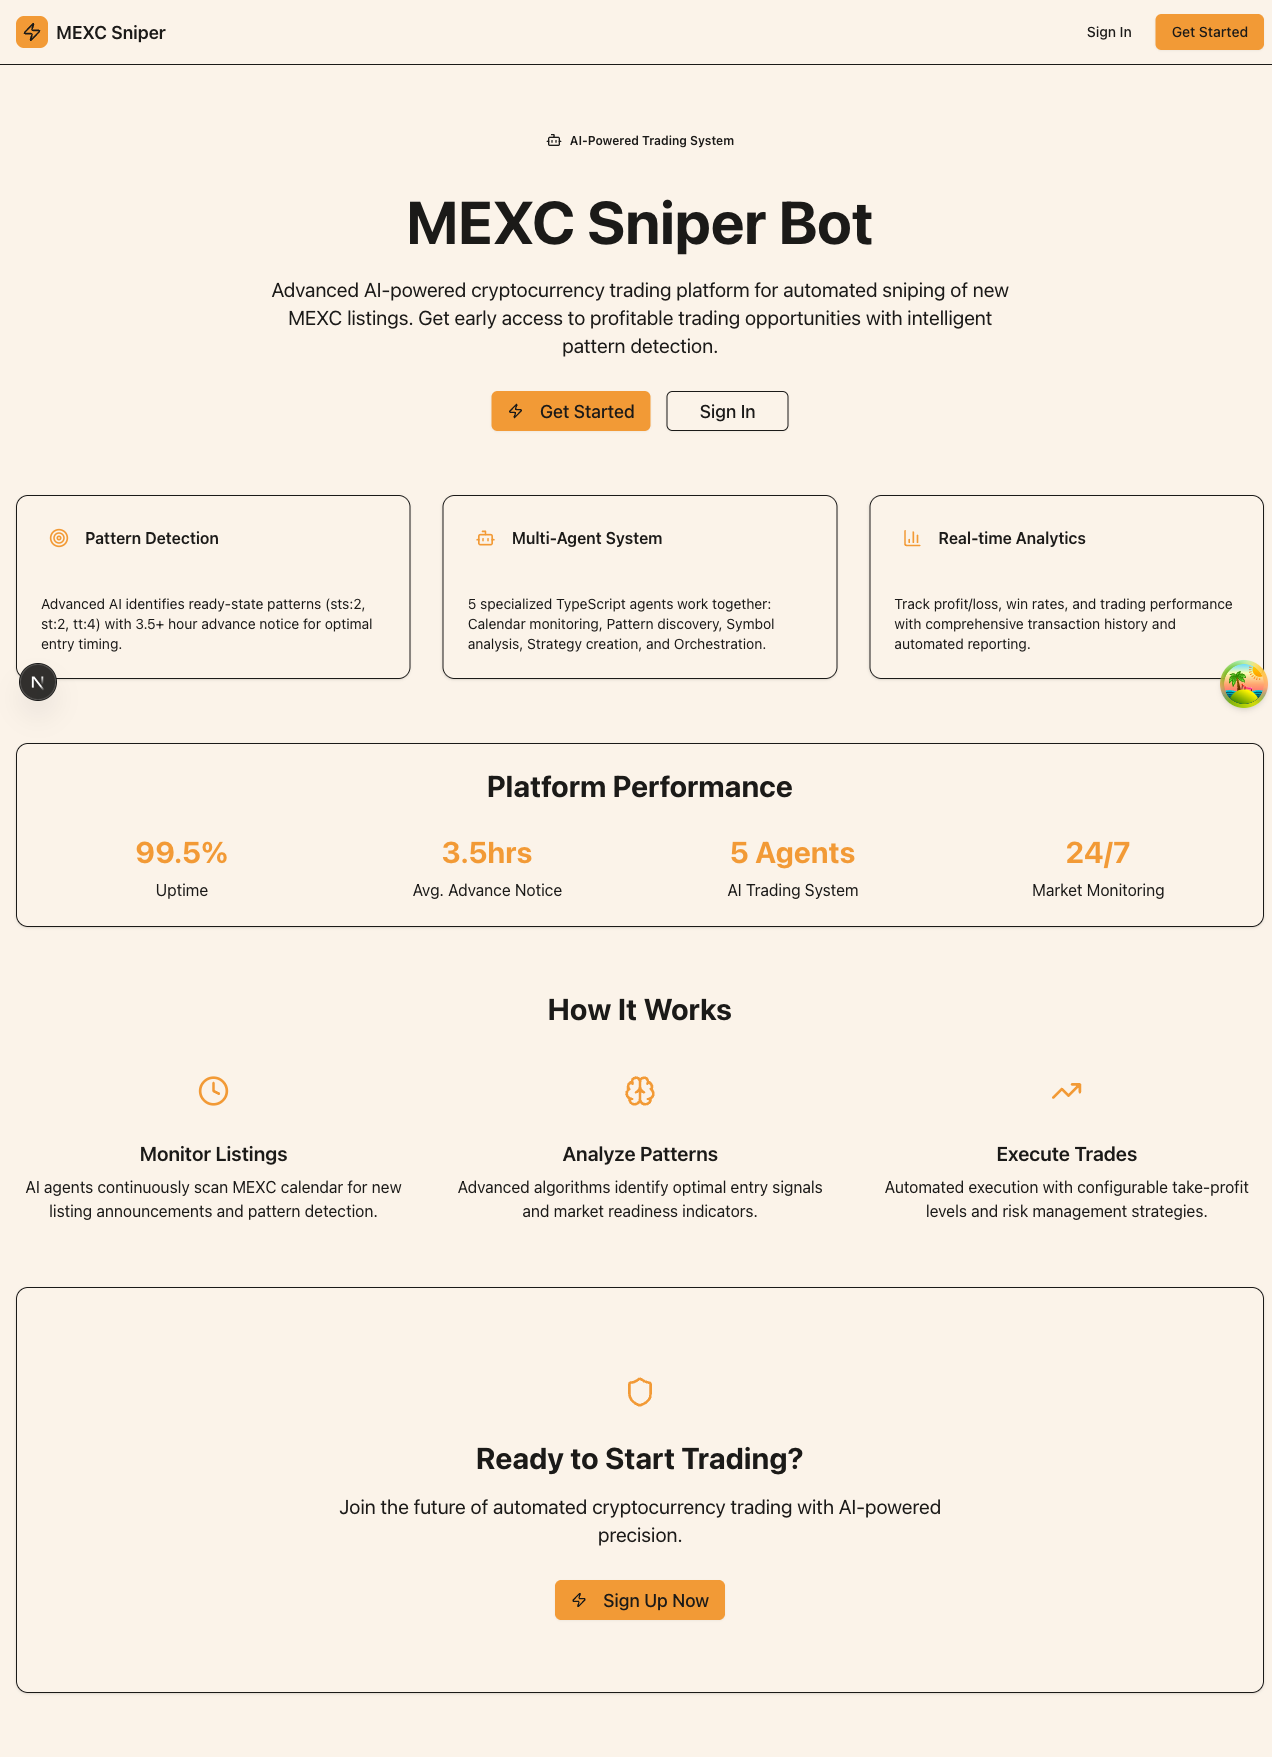 MEXC Sniper
Sign In
Get Started
AI-Powered Trading System
MEXC Sniper Bot
Advanced AI-powered cryptocurrency trading platform for automated sniping of new
MEXC listings. Get early access to profitable trading opportunities with intelligent
pattern detection.
Get Started
Sign In
Pattern Detection
Advanced AI identifies ready-state patterns (sts:2,
st:2, tt:4) with 3.5+ hour advance notice for optimal
entry timing.
Multi-Agent System
5 specialized TypeScript agents work together:
Calendar monitoring, Pattern discovery, Symbol
analysis, Strategy creation, and Orchestration.
Real-time Analytics
Track profit/loss, win rates, and trading performance
with comprehensive transaction history and
automated reporting.
N
Platform Performance
99.5%
Uptime
3.5hrs
Avg. Advance Notice
5 Agents
AI Trading System
24/7
Market Monitoring
How It Works
Monitor Listings
AI agents continuously scan MEXC calendar for new
listing announcements and pattern detection.
Analyze Patterns
Advanced algorithms identify optimal entry signals
and market readiness indicators.
Execute Trades
Automated execution with configurable take-profit
levels and risk management strategies.
Ready to Start Trading?
Join the future of automated cryptocurrency trading with AI-powered
precision.
Sign Up Now